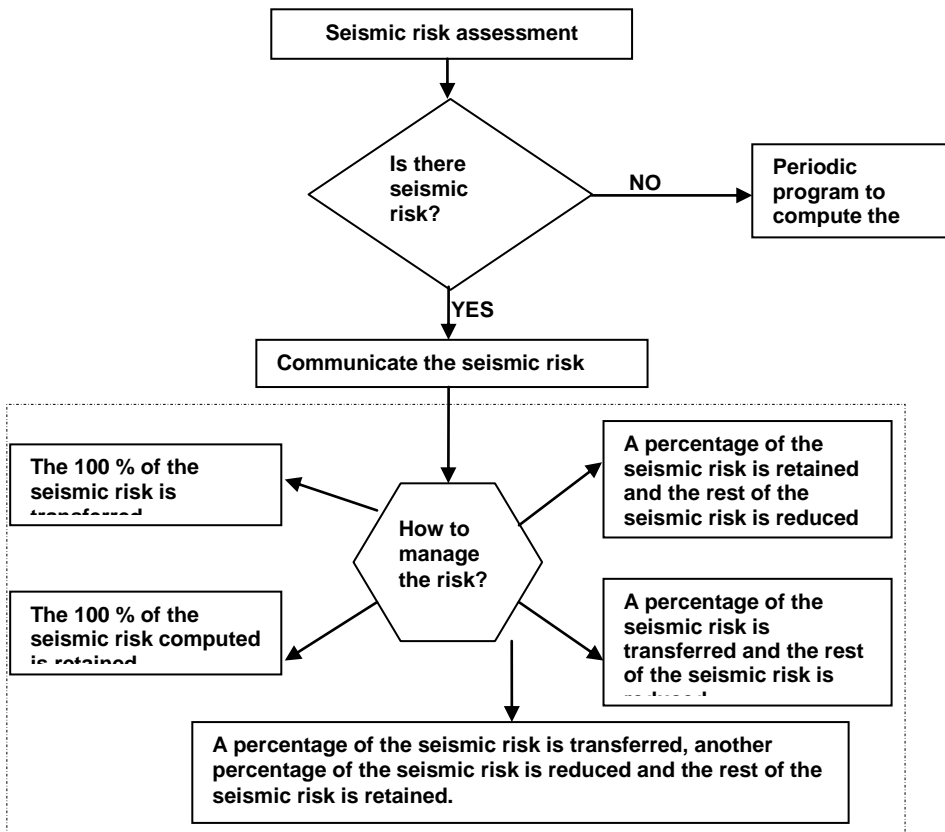 Seismic risk assessment
Is there
seismic
risk?
NO
Periodic
program to
compute the
YES
Communicate the seismic risk
The 100 % of the
seismic risk is
transferred
A percentage of the
seismic risk is retained
and the rest of the
seismic risk is reduced
How to
manage
the risk?
The 100 % of the
seismic risk computed
is retained
A percentage of the
seismic risk is
transferred and the rest
of the seismic risk is
reduced
A percentage of the seismic risk is transferred, another
percentage of the seismic risk is reduced and the rest of the
seismic risk is retained.